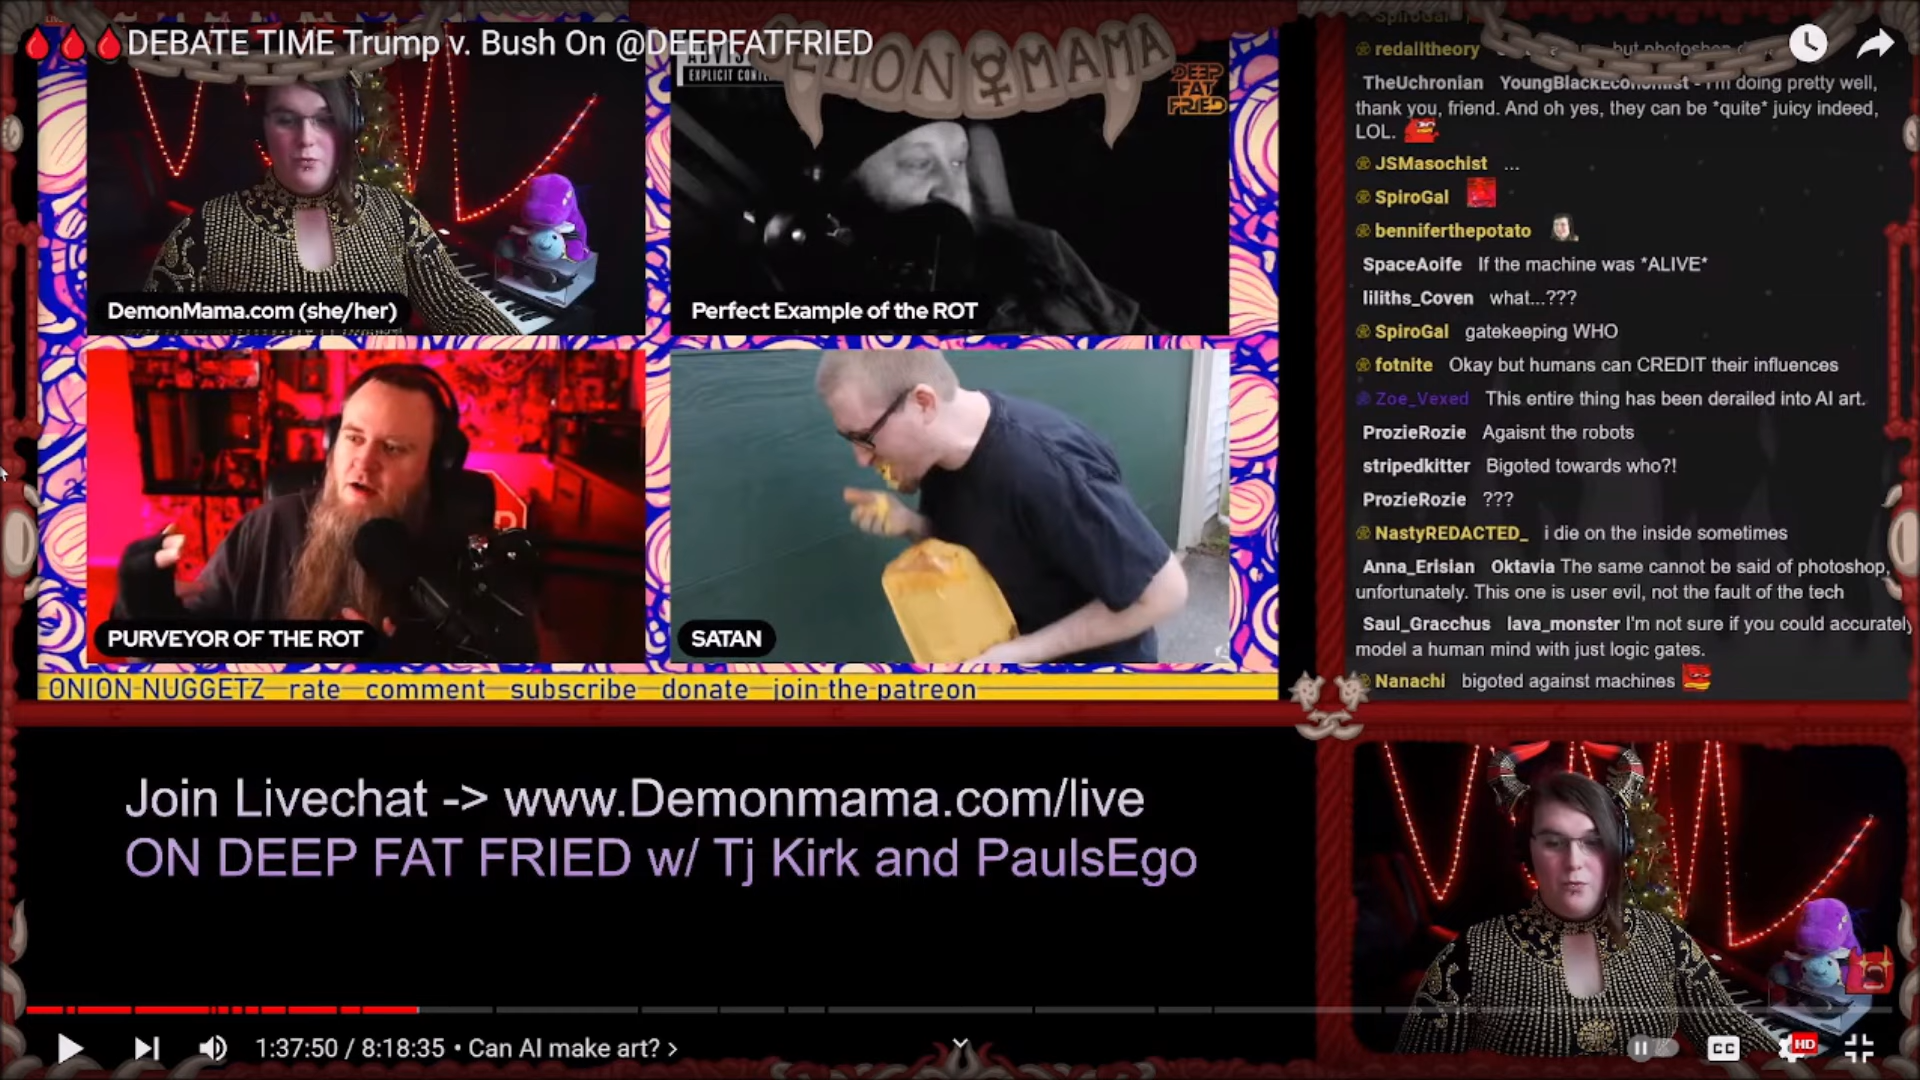 DEBATE TIME Trump v. Bush On @DEEPFATFRIED
DEMON MAMA
EXPLICIT
DEEP
FAT
FRIED
DemonMama.com (she/her)
Perfect Example of the ROT
PURVEYOR OF THE ROT
SATAN
ONION NUGGETZ rate comment subscribe donate join the patreon
SpiroGal
redalltheory but photoshop
TheUchronian YoungBlackEconomist - I'm doing pretty well,
thank you, friend. And oh yes, they can be *quite* juicy indeed,
LOL.
JSMasochist ...
SpiroGal
benniferthepotato
SpaceAoife If the machine was *ALIVE*
liliths_Coven what...???
SpiroGal gatekeeping WHO
fotnite Okay but humans can CREDIT their influences
Zoe_Vexed This entire thing has been derailed into AI art.
ProzieRozie Agaisnt the robots
stripedkitter Bigoted towards who?!
ProzieRozie ???
NastyREDACTED_ i die on the inside sometimes
Anna_Erisian Oktavia The same cannot be said of photoshop,
unfortunately. This one is user evil, not the fault of the tech
Saul_Gracchus lava_monster I'm not sure if you could accurately
model a human mind with just logic gates.
Nanachi bigoted against machines
Join Livechat -> www.Demonmama.com/live
ON DEEP FAT FRIED w/ Tj Kirk and PaulsEgo
1:37:50 / 8:18:35 • Can AI make art? >
CC
HD